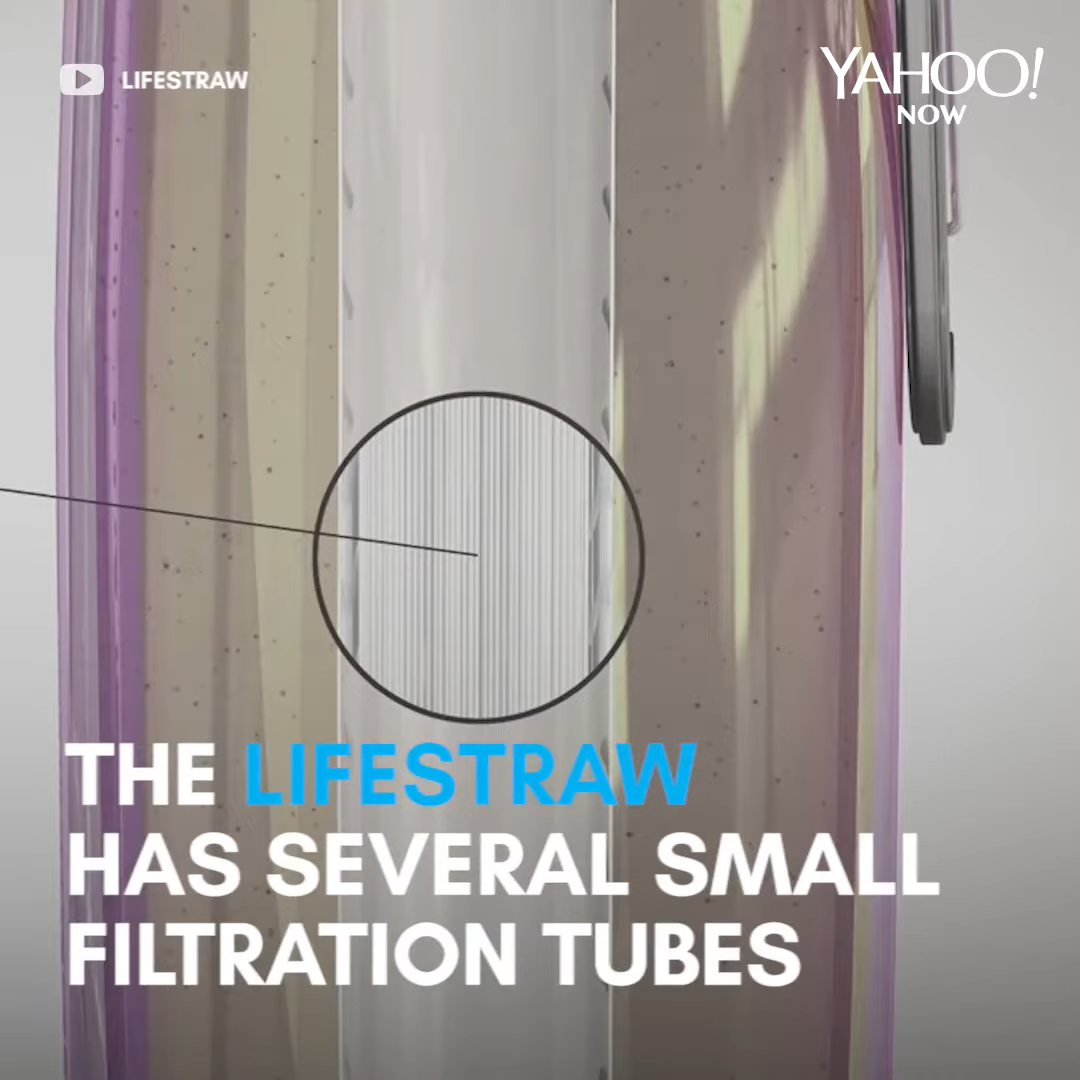 LIFESTRAW
YAHOO!
NOW
THE LIFESTRAW
HAS SEVERAL SMALL
FILTRATION TUBES